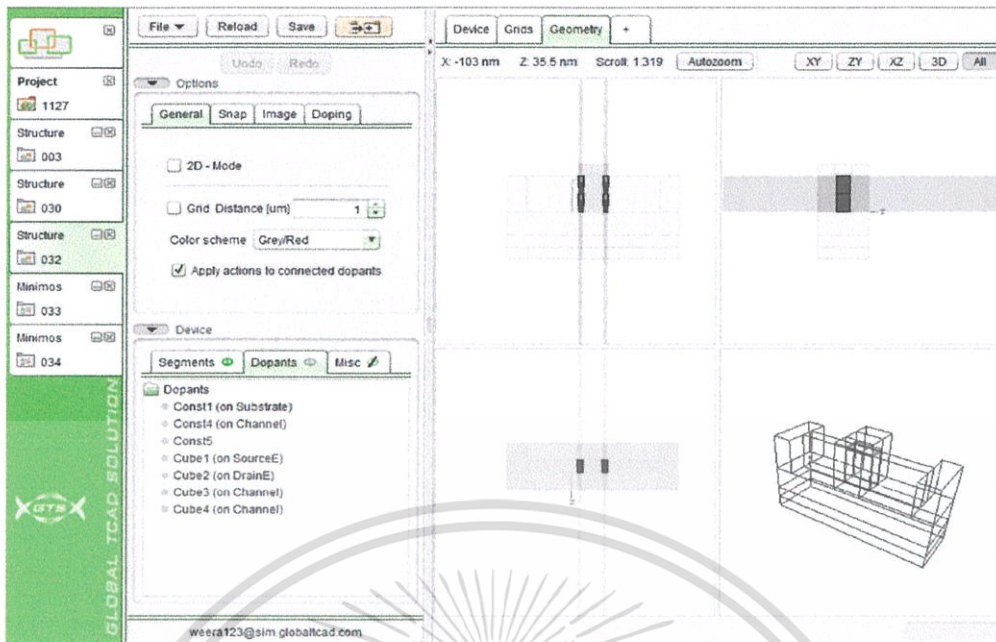 File Reload Save
Device Grids Geometry +
X: -103 nm Z: 35.5 nm Scroll: 1.319 Autozoom XY ZY XZ 3D All
Undo Redo
Options
General Snap Image Doping
2D - Mode
Grid Distance [um] 1
Color scheme Grey/Red
Apply actions to connected dopants
Project
1127
Structure
003
Structure
030
Structure
032
Minimos
033
Minimos
034
Device
Segments Dopants Misc
Dopants
Const1 (on Substrate)
Const4 (on Channel)
Const5
Cube1 (on SourceE)
Cube2 (on DrainE)
Cube3 (on Channel)
Cube4 (on Channel)
GTS
GLOBAL TCAD SOLUTION
weera123@sim.globaltcad.com